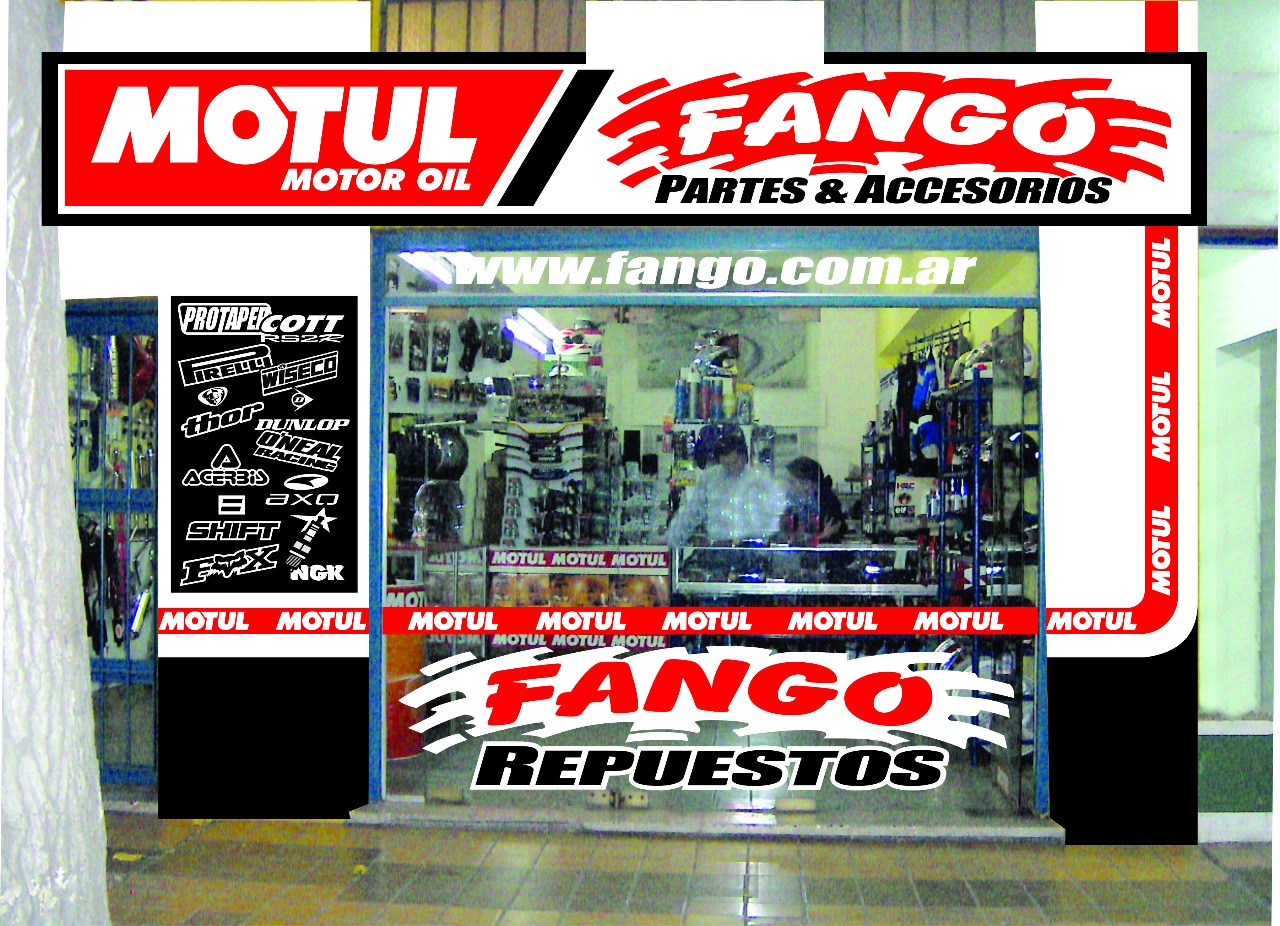 MOTUL
MOTOR OIL
FANGO
PARTES & ACCESORIOS
www.fango.com.ar
PROTAPER
SCOTT
RS2R
PIRELLI
WISECO
thor
DUNLOP
O'NEAL
RACING
ACERBIS
AXO
SHIFT
FOX
NGK
HRC
elf
MOTUL
MOTUL
MOTUL
MOTUL MOTUL MOTUL
MOTUL MOTUL MOTUL MOTUL MOTUL MOTUL MOTUL MOTUL
MOTUL MOTUL MOTUL
FANGO
REPUESTOS